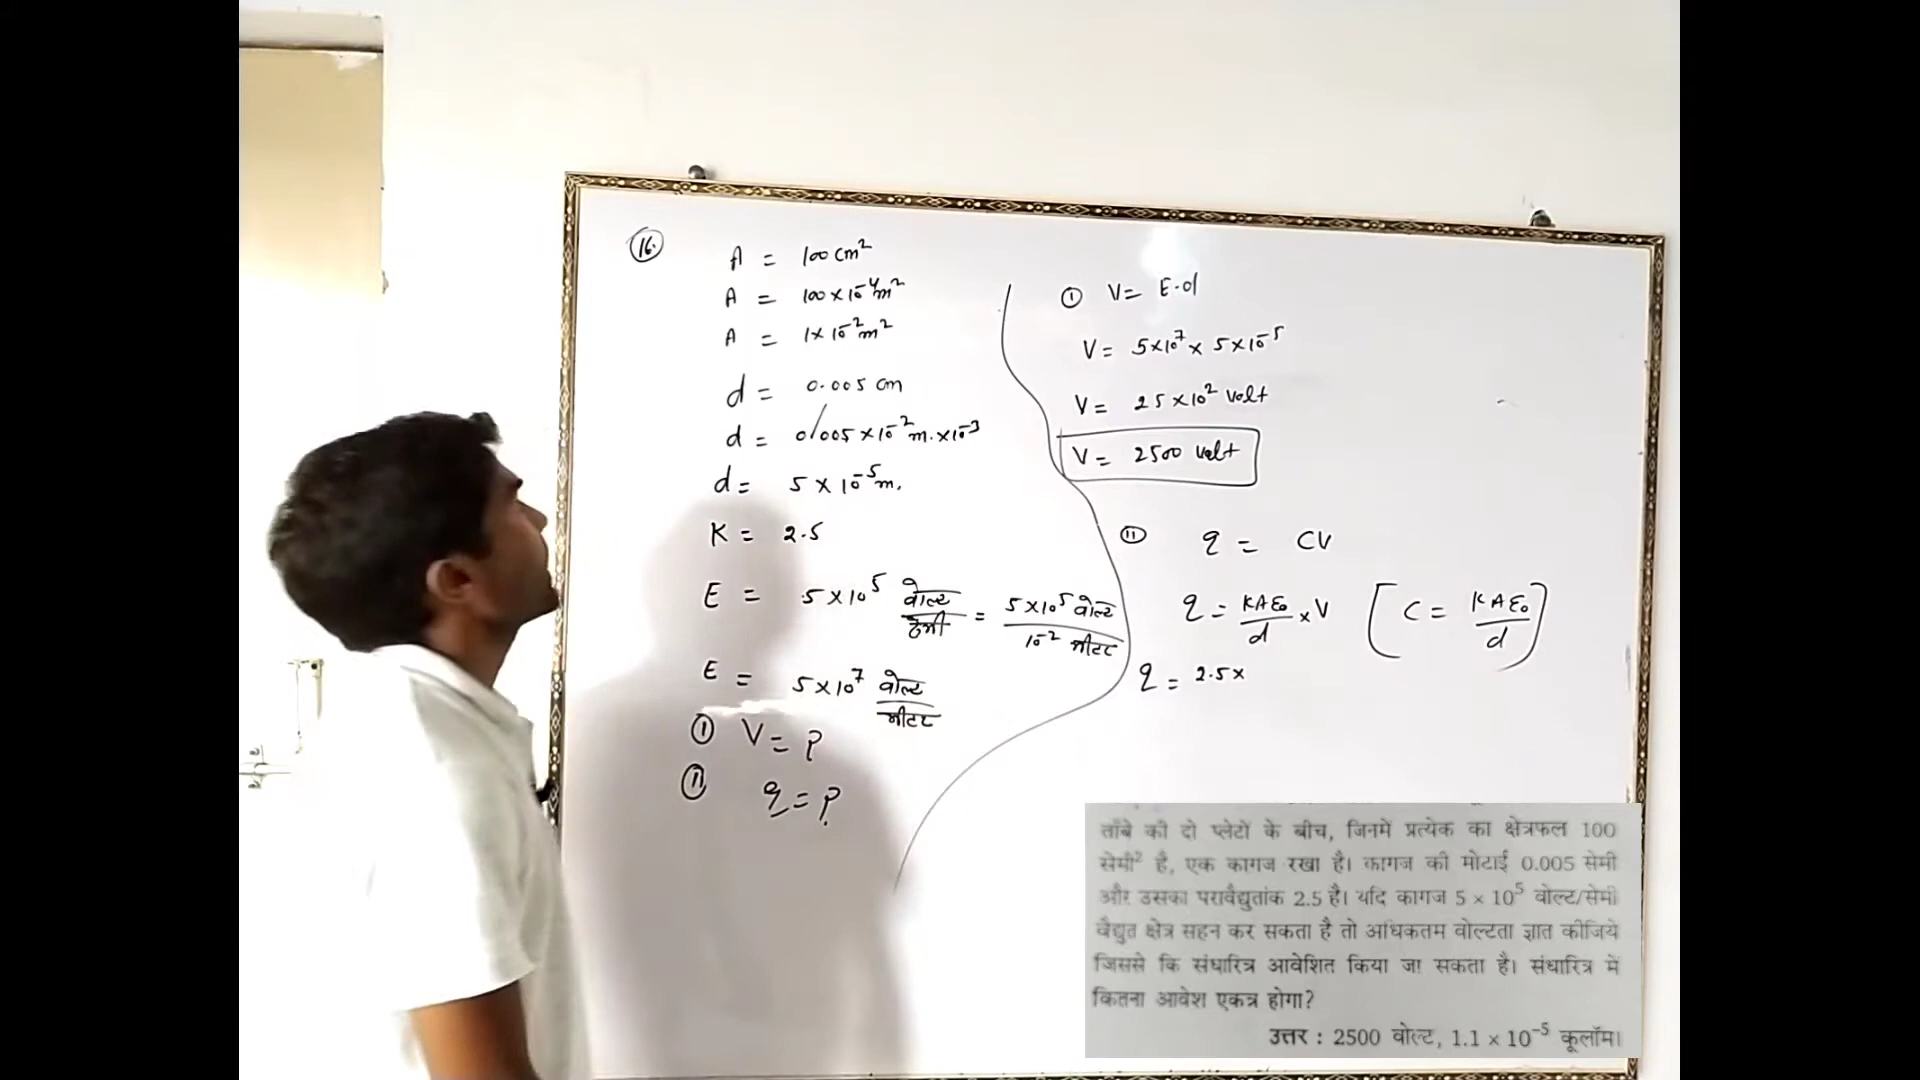 16.
A = 100 cm²
A = 100 × 10⁻⁴ m²
A = 1 × 10⁻² m²
d = 0.005 cm
d = 0.005 × 10⁻² m. × 10⁻³
d = 5 × 10⁻⁵ m.
K = 2.5
E = 5 × 10⁵ वोल्ट/सेमी = 5 × 10⁵ वोल्ट / 10⁻² मीटर
E = 5 × 10⁷ वोल्ट/मीटर
① V = ?
⑪ q = ?
① V = E.d
V = 5×10⁷ × 5×10⁻⁵
V = 25 × 10² volt
V = 2500 volt
⑪ q = CV
q = KAε₀/d × V [C = KAε₀/d]
q = 2.5 ×
ताँबे की दो प्लेटों के बीच, जिनमें प्रत्येक का क्षेत्रफल 100
सेमी² है, एक कागज रखा है। कागज की मोटाई 0.005 सेमी
और उसका परावैद्युतांक 2.5 है। यदि कागज 5 × 10⁵ वोल्ट/सेमी
वैद्युत क्षेत्र सहन कर सकता है तो अधिकतम वोल्टता ज्ञात कीजिये
जिससे कि संधारित्र आवेशित किया जा सकता है। संधारित्र में
कितना आवेश एकत्र होगा?
उत्तर : 2500 वोल्ट, 1.1 × 10⁻⁵ कूलॉम।